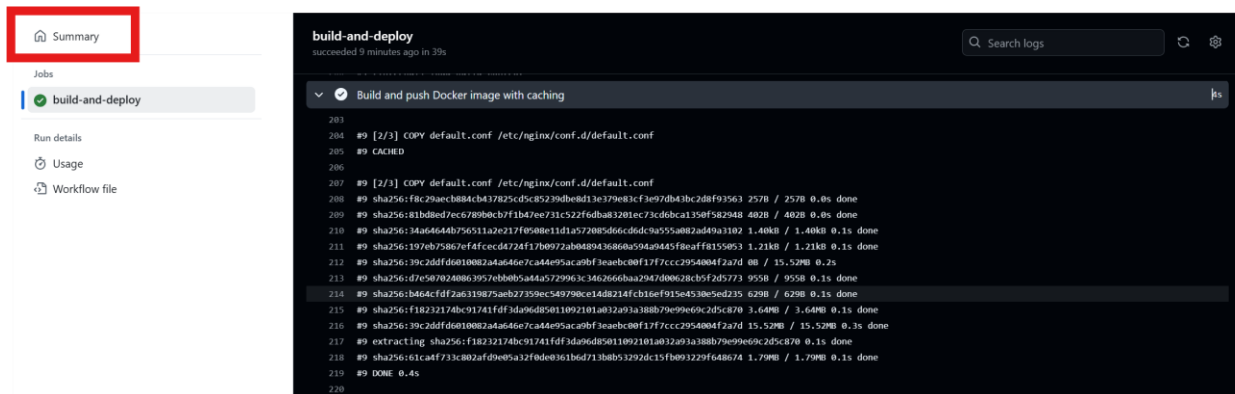 Summary
Jobs
build-and-deploy
Run details
Usage
Workflow file
build-and-deploy
succeeded 9 minutes ago in 39s
Search logs
Build and push Docker image with caching
4s
203
204 #9 [2/3] COPY default.conf /etc/nginx/conf.d/default.conf
205 #9 CACHED
206
207 #9 [2/3] COPY default.conf /etc/nginx/conf.d/default.conf
208 #9 sha256:f8c29aecb884cb437825cd5c85239dbe8d13e379e83cf3e97db43bc2d8f93563 257B / 257B 0.0s done
209 #9 sha256:81bd8ed7ec6789b0cb7f1b47ee731c522f6dba83201ec73cd6bca1350f582948 402B / 402B 0.0s done
210 #9 sha256:34a64644b756511a2e217f0508e11d1a572085d66cd6dc9a555a082ad49a3102 1.40kB / 1.40kB 0.1s done
211 #9 sha256:197eb75867ef4fcecd4724f17b0972ab0489436860a594a9445f8eaff8155053 1.21kB / 1.21kB 0.1s done
212 #9 sha256:39c2ddfd6010082a4a646e7ca44e95aca9bf3eaebc00f17f7ccc2954004f2a7d 0B / 15.52MB 0.2s
213 #9 sha256:d7e5070240863957ebb0b5a44a5729963c3462666baa2947d00628cb5f2d5773 955B / 955B 0.1s done
214 #9 sha256:b464cfdf2a6319875aeb27359ec549790ce14d8214fcb16ef915e4530e5ed235 629B / 629B 0.1s done
215 #9 sha256:f18232174bc91741fdf3da96d85011092101a032a93a388b79e99e69c2d5c870 3.64MB / 3.64MB 0.1s done
216 #9 sha256:39c2ddfd6010082a4a646e7ca44e95aca9bf3eaebc00f17f7ccc2954004f2a7d 15.52MB / 15.52MB 0.3s done
217 #9 extracting sha256:f18232174bc91741fdf3da96d85011092101a032a93a388b79e99e69c2d5c870 0.1s done
218 #9 sha256:61ca4f733c802afd9e05a32f0de0361b6d713b8b53292dc15fb093229f648674 1.79MB / 1.79MB 0.1s done
219 #9 DONE 0.4s
220